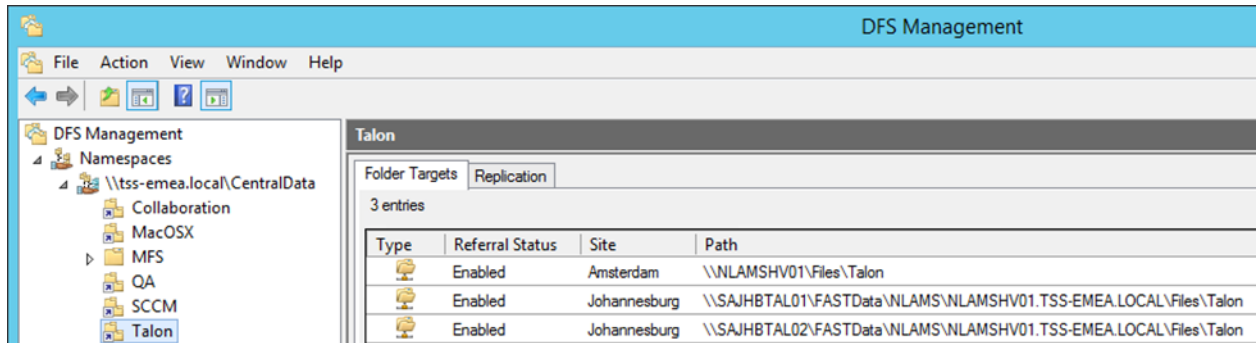 DFS Management
File Action View Window Help
DFS Management
Namespaces
\\tss-emea.local\CentralData
Collaboration
MacOSX
MFS
QA
SCCM
Talon
Talon
Folder Targets Replication
3 entries
Type Referral Status Site Path
Enabled Amsterdam \\NLAMSHV01\Files\Talon
Enabled Johannesburg \\SAJHBTAL01\FASTData\NLAMS\NLAMSHV01.TSS-EMEA.LOCAL\Files\Talon
Enabled Johannesburg \\SAJHBTAL02\FASTData\NLAMS\NLAMSHV01.TSS-EMEA.LOCAL\Files\Talon